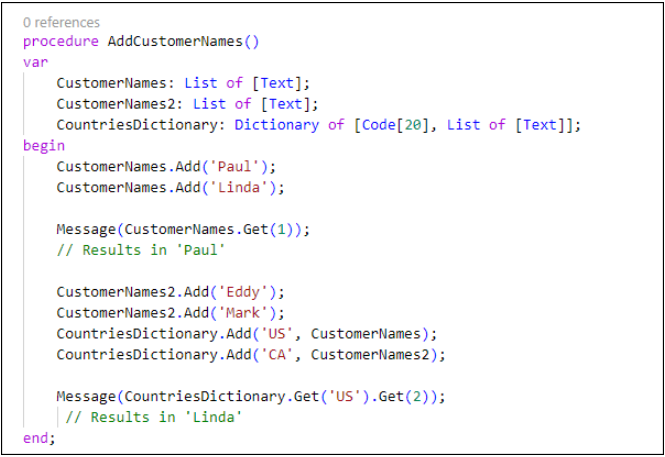 0 references
procedure AddCustomerNames()
var
    CustomerNames: List of [Text];
    CustomerNames2: List of [Text];
    CountriesDictionary: Dictionary of [Code[20], List of [Text]];
begin
    CustomerNames.Add('Paul');
    CustomerNames.Add('Linda');

    Message(CustomerNames.Get(1));
    // Results in 'Paul'

    CustomerNames2.Add('Eddy');
    CustomerNames2.Add('Mark');
    CountriesDictionary.Add('US', CustomerNames);
    CountriesDictionary.Add('CA', CustomerNames2);

    Message(CountriesDictionary.Get('US').Get(2));
     // Results in 'Linda'
end;